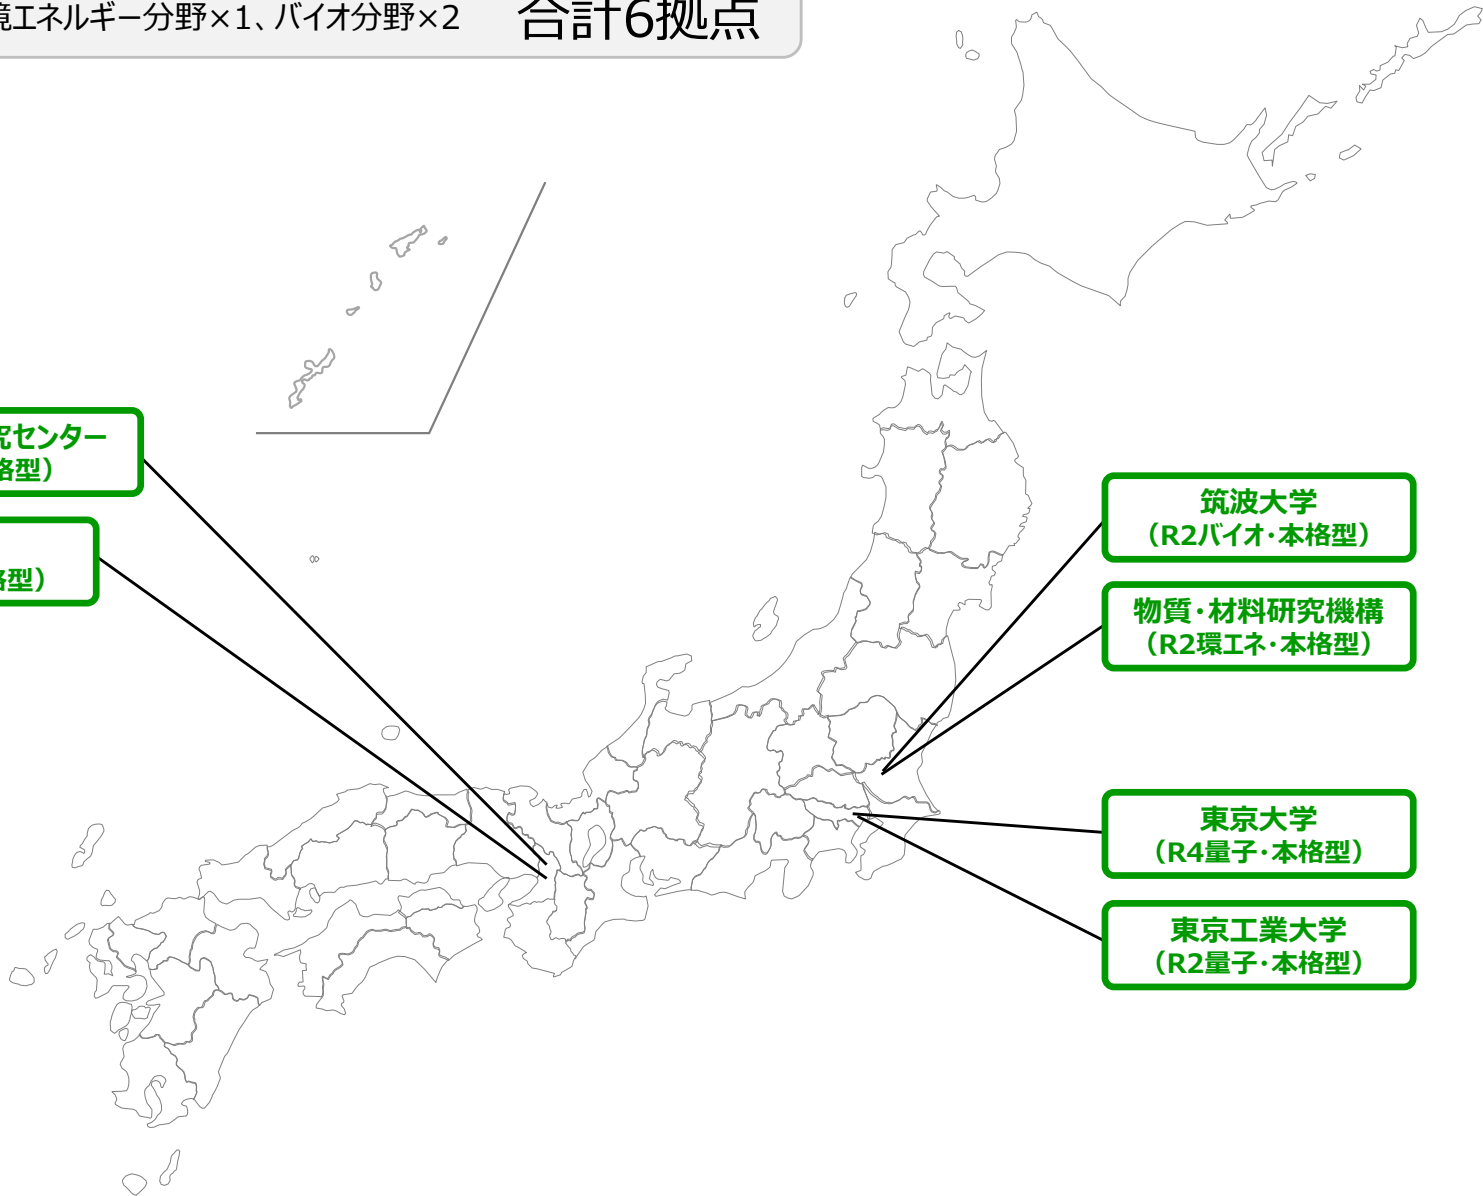 境エネルギー分野×1、バイオ分野×2 合計6拠点
究センター
格型）
格型）
筑波大学
（R2バイオ・本格型）
物質・材料研究機構
（R2環エネ・本格型）
東京大学
（R4量子・本格型）
東京工業大学
（R2量子・本格型）